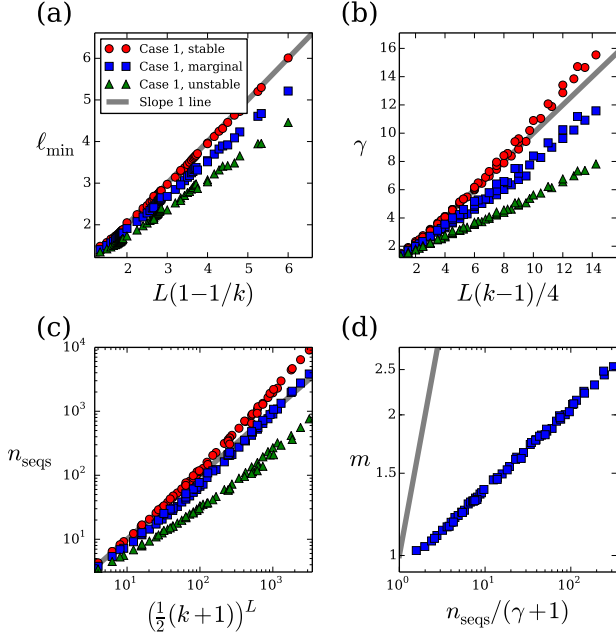 (a)
6
5
4
3
2
ℓmin
Case 1, stable
Case 1, marginal
Case 1, unstable
Slope 1 line
2 3 4 5 6
L(1−1/k)
(b)
16
14
12
10
8
6
4
2
γ
2 4 6 8 10 12 14
L(k−1)/4
(c)
10^4
10^3
10^2
10^1
nseqs
10^1 10^2 10^3
(½(k+1))^L
(d)
2.5
2
1.5
1
m
10^0 10^1 10^2
nseqs/(γ+1)